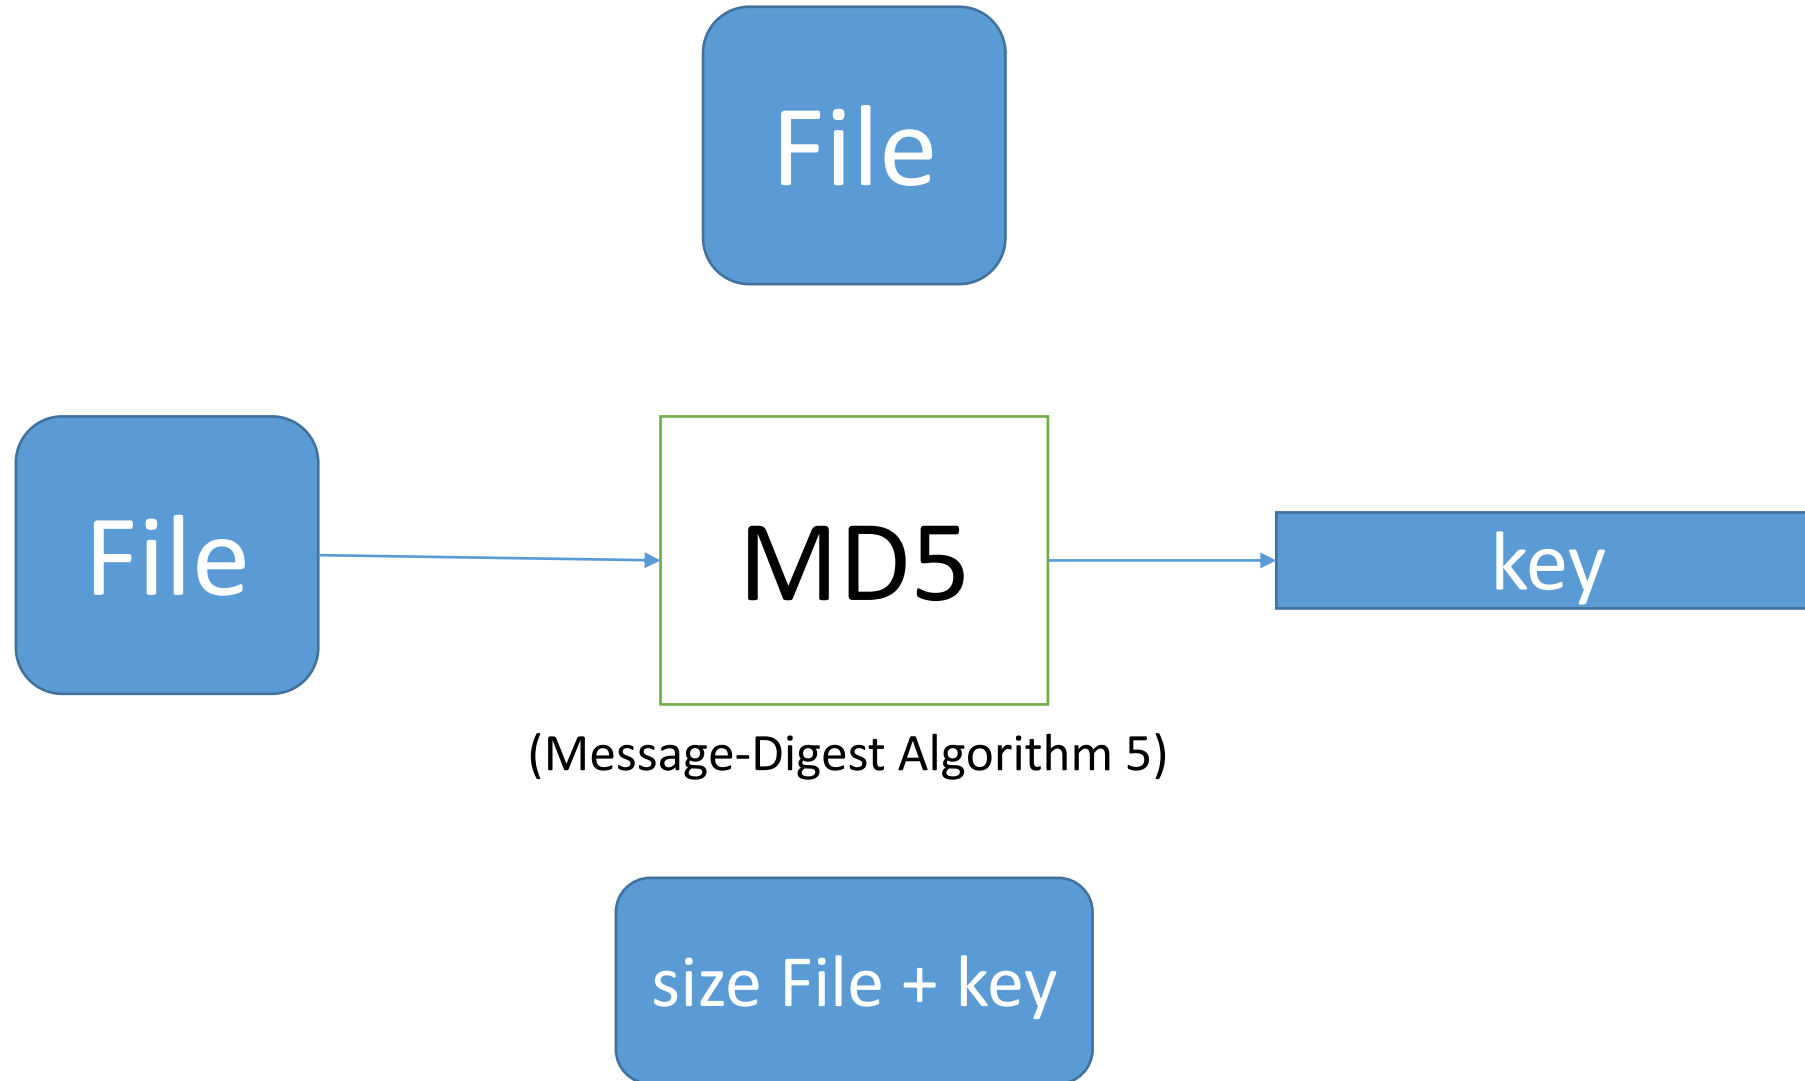 File
File
MD5
key
(Message-Digest Algorithm 5)
size File + key